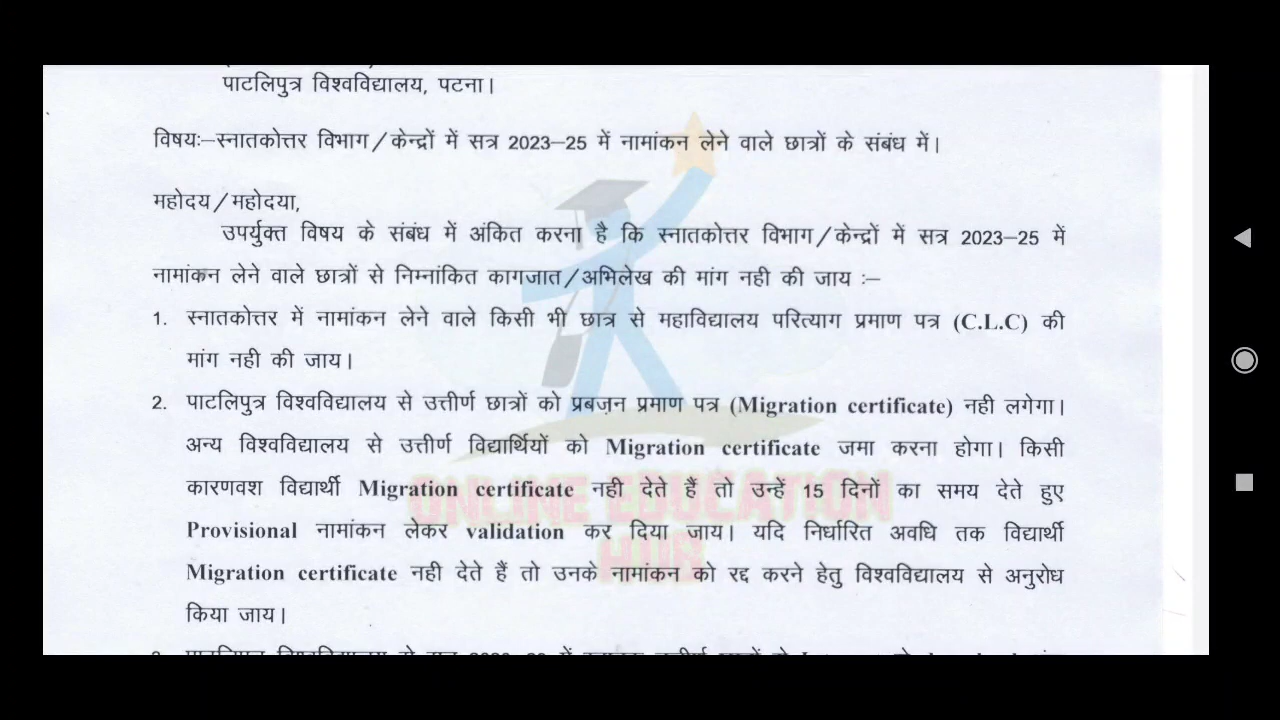 पाटलिपुत्र विश्वविद्यालय, पटना।
विषयः–स्नातकोत्तर विभाग/केन्द्रों में सत्र 2023–25 में नामांकन लेने वाले छात्रों के संबंध में।
महोदय/महोदया,
उपर्युक्त विषय के संबंध में अंकित करना है कि स्नातकोत्तर विभाग/केन्द्रों में सत्र 2023–25 में
नामांकन लेने वाले छात्रों से निम्नांकित कागजात/अभिलेख की मांग नही की जाय :–
1. स्नातकोत्तर में नामांकन लेने वाले किसी भी छात्र से महाविद्यालय परित्याग प्रमाण पत्र (C.L.C) की
मांग नही की जाय।
2. पाटलिपुत्र विश्वविद्यालय से उत्तीर्ण छात्रों को प्रबज़न प्रमाण पत्र (Migration certificate) नही लगेगा।
अन्य विश्वविद्यालय से उत्तीर्ण विद्यार्थियों को Migration certificate जमा करना होगा। किसी
कारणवश विद्यार्थी Migration certificate नही देते हैं तो उन्हें 15 दिनों का समय देते हुए
Provisional नामांकन लेकर validation कर दिया जाय। यदि निर्धारित अवधि तक विद्यार्थी
Migration certificate नही देते हैं तो उनके नामांकन को रद्द करने हेतु विश्वविद्यालय से अनुरोध
किया जाय।
ONLINE EDUCATION
HUB